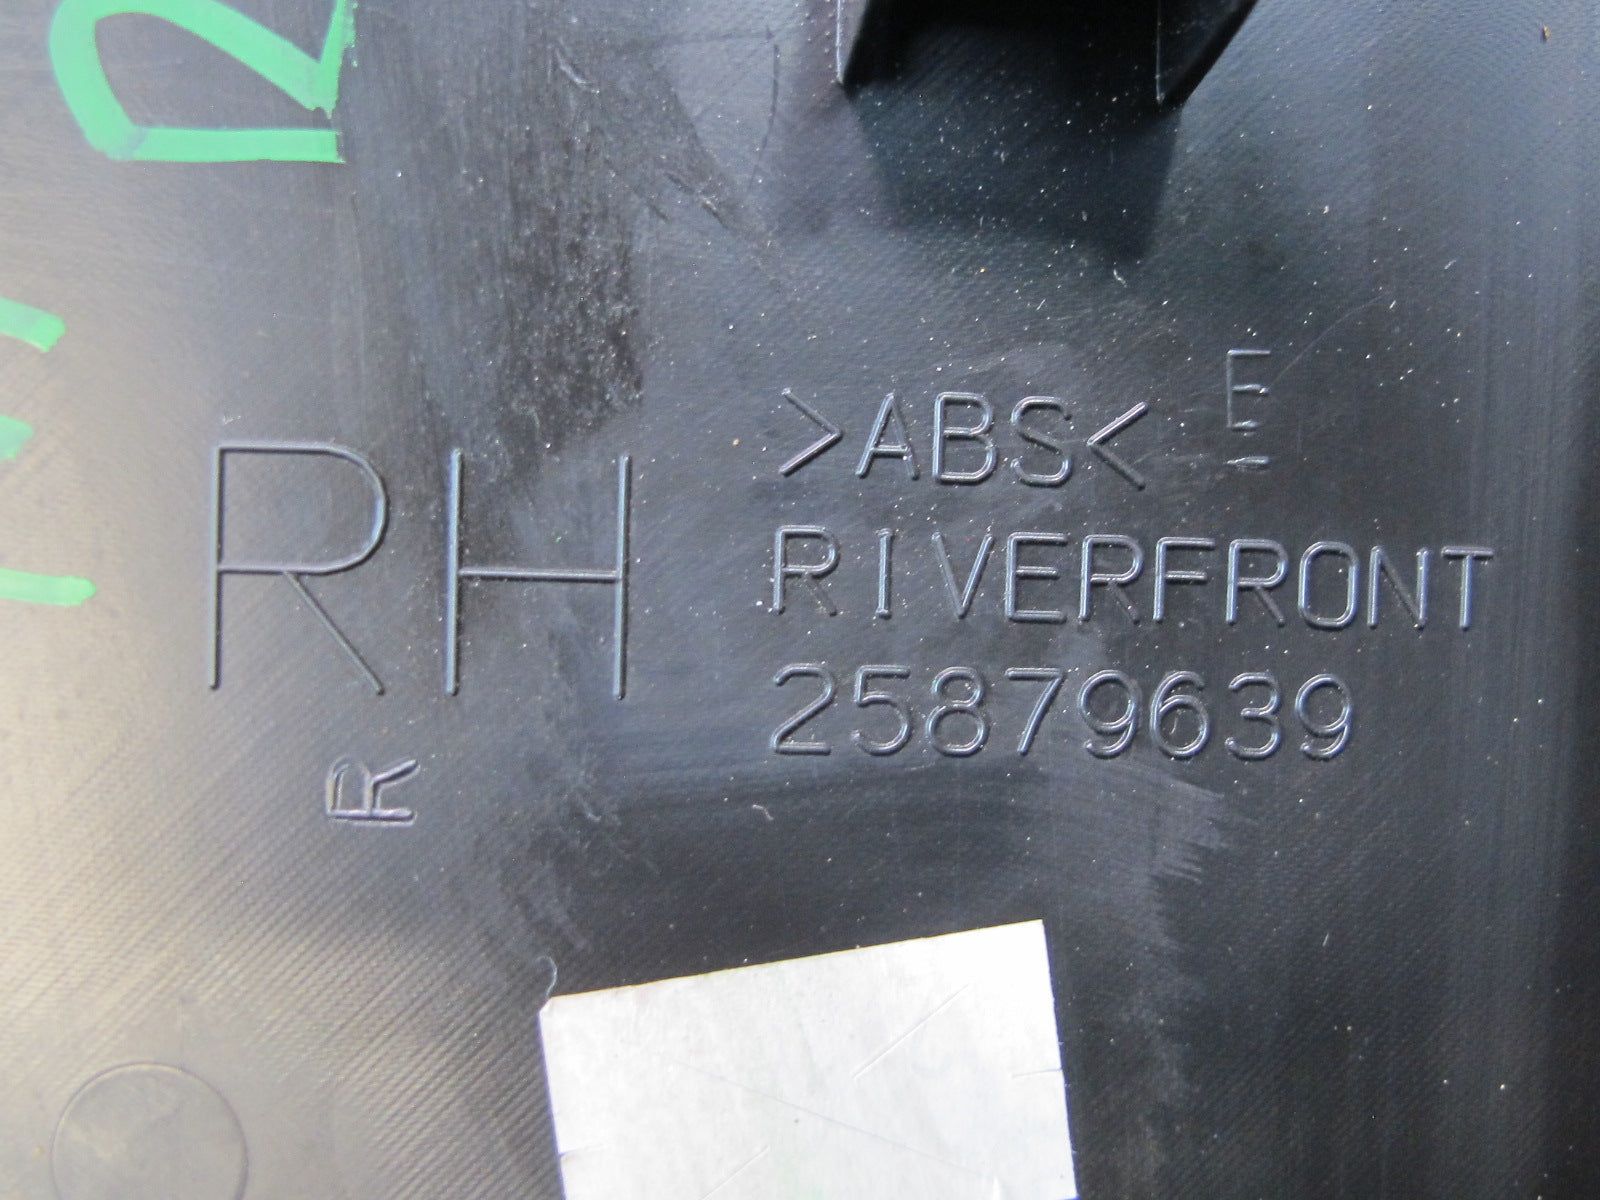 >ABS<
E
RH
RIVERFRONT
25879639
R